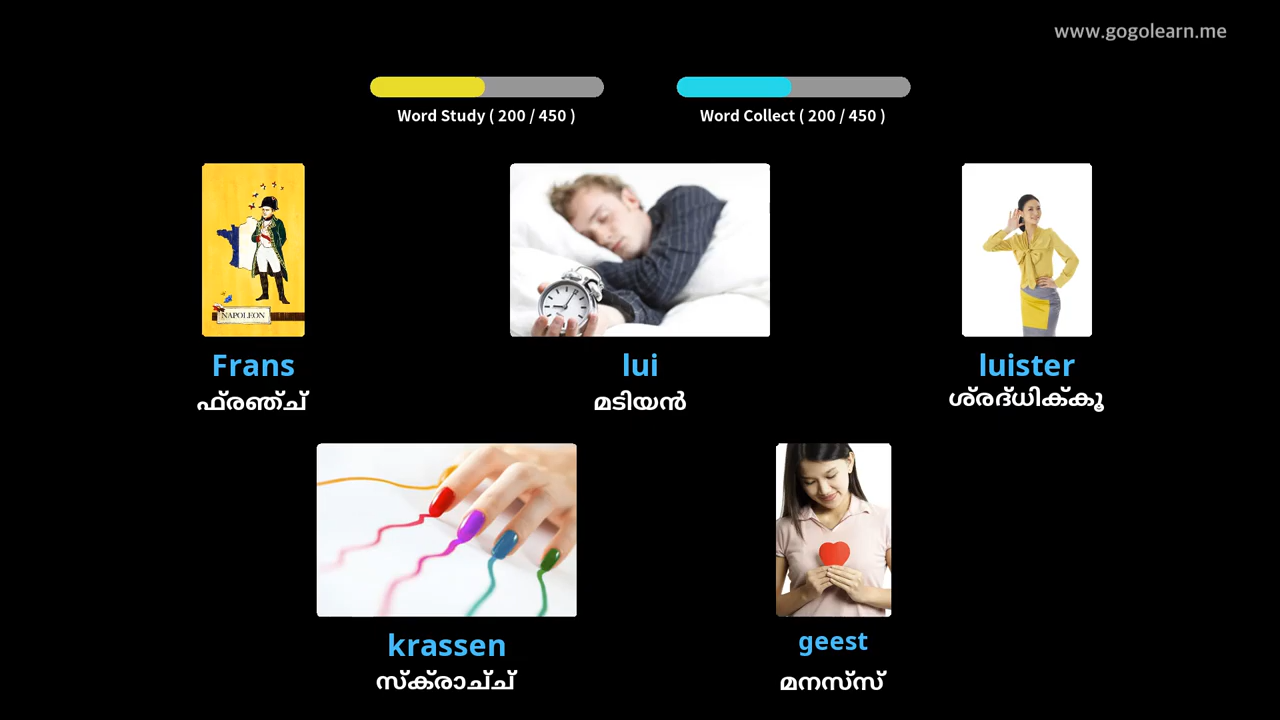 www.gogolearn.me
Word Study ( 200 / 450 )
Word Collect ( 200 / 450 )
NAPOLEON
Frans
ഫ്രഞ്ച്
lui
മടിയൻ
luister
ശ്രദ്ധിക്കൂ
krassen
സ്ക്രാച്ച്
geest
മനസ്സ്